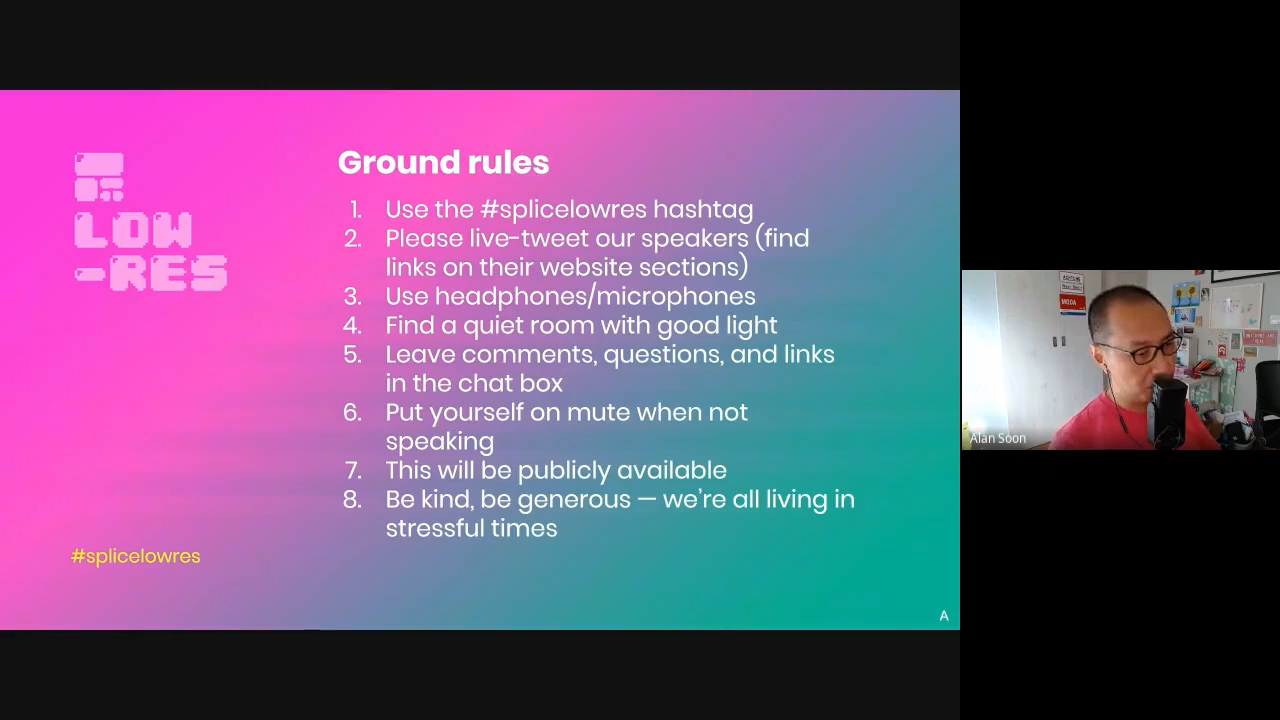 LOW
-RES
Ground rules
1. Use the #splicelowres hashtag
2. Please live-tweet our speakers (find
links on their website sections)
3. Use headphones/microphones
4. Find a quiet room with good light
5. Leave comments, questions, and links
in the chat box
6. Put yourself on mute when not
speaking
7. This will be publicly available
8. Be kind, be generous — we're all living in
stressful times
#splicelowres
A
MODA
Alan Soon